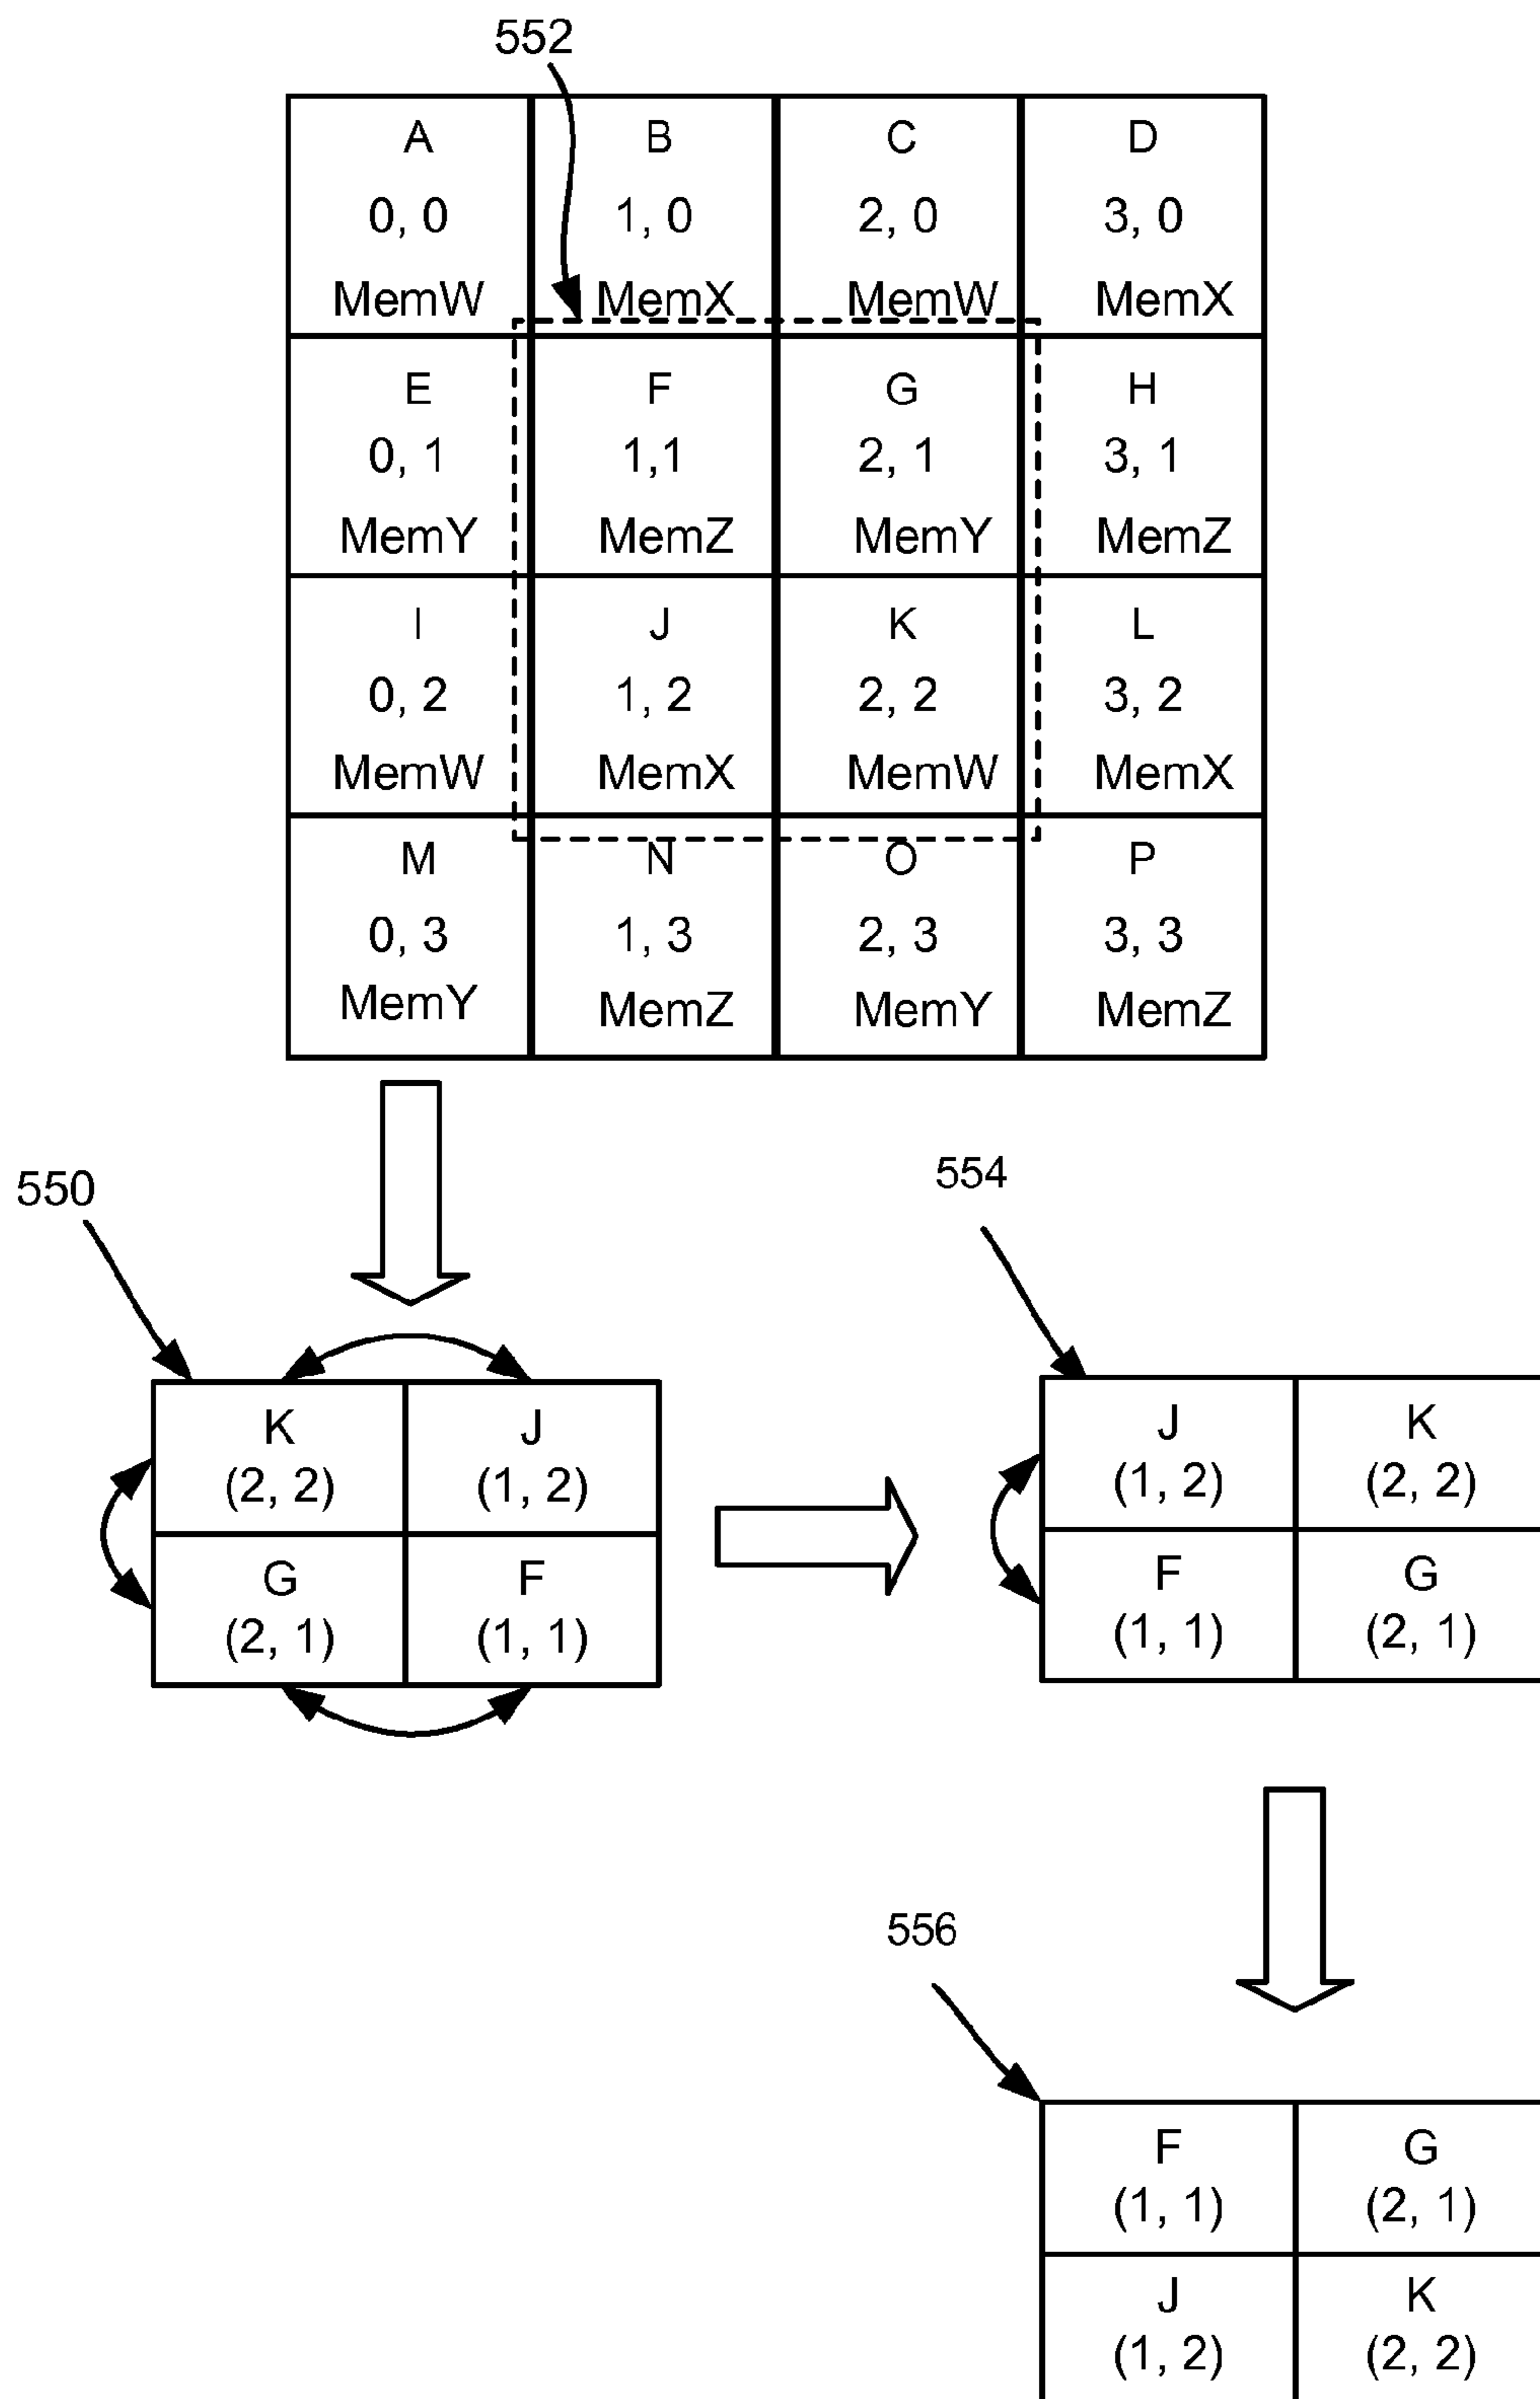 552
A B C D
0, 0 1, 0 2, 0 3, 0
MemW MemX MemW MemX
E F G H
0, 1 1,1 2, 1 3, 1
MemY MemZ MemY MemZ
I J K L
0, 2 1, 2 2, 2 3, 2
MemW MemX MemW MemX
M N O P
0, 3 1, 3 2, 3 3, 3
MemY MemZ MemY MemZ
550 554
K J
(2, 2) (1, 2)
G F
(2, 1) (1, 1)
J K
(1, 2) (2, 2)
F G
(1, 1) (2, 1)
556
F G
(1, 1) (2, 1)
J K
(1, 2) (2, 2)